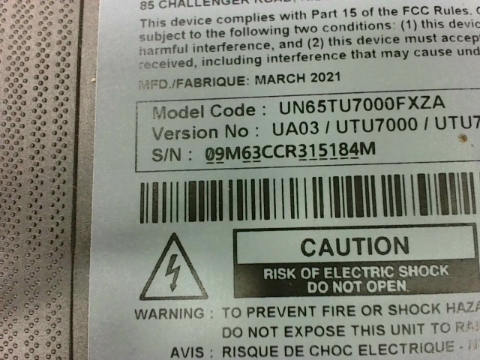 85 CHALLENGER ROAD,
This device complies with Part 15 of the FCC Rules.
subject to the following two conditions: (1) this
harmful interference, and (2) this device must accept
received, including interference that may cause
MFD./FABRIQUE: MARCH 2021
Model Code : UN65TU7000FXZA
Version No : UA03 / UTU7000 / UTU7
S/N : 09M63CCR315184M
CAUTION
RISK OF ELECTRIC SHOCK
DO NOT OPEN
WARNING : TO PREVENT FIRE OR SHOCK
DO NOT EXPOSE THIS UNIT TO
AVIS : RISQUE DE CHOC ELECTRIQUE -